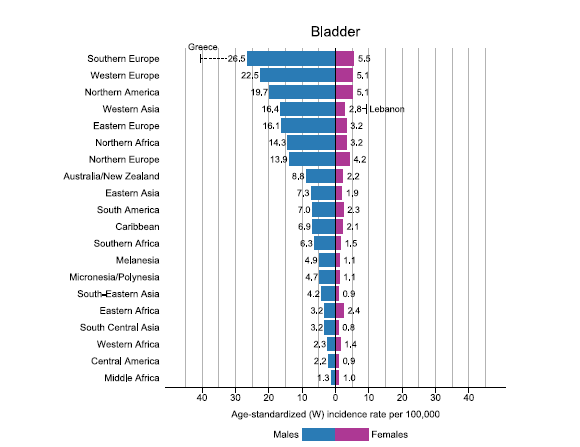 Bladder
Greece
Southern Europe 26.5 5.5
Western Europe 22.5 5.1
Northern America 19.7 5.1
Western Asia 16.4 2.8 Lebanon
Eastern Europe 16.1 3.2
Northern Africa 14.3 3.2
Northern Europe 13.9 4.2
Australia/New Zealand 8.8 2.2
Eastern Asia 7.3 1.9
South America 7.0 2.3
Caribbean 6.9 2.1
Southern Africa 6.3 1.5
Melanesia 4.9 1.1
Micronesia/Polynesia 4.7 1.1
South-Eastern Asia 4.2 0.9
Eastern Africa 3.2 2.4
South Central Asia 3.2 0.8
Western Africa 2.3 1.4
Central America 2.2 0.9
Middle Africa 1.3 1.0
40 30 20 10 0 10 20 30 40
Age-standardized (W) incidence rate per 100,000
Males Females